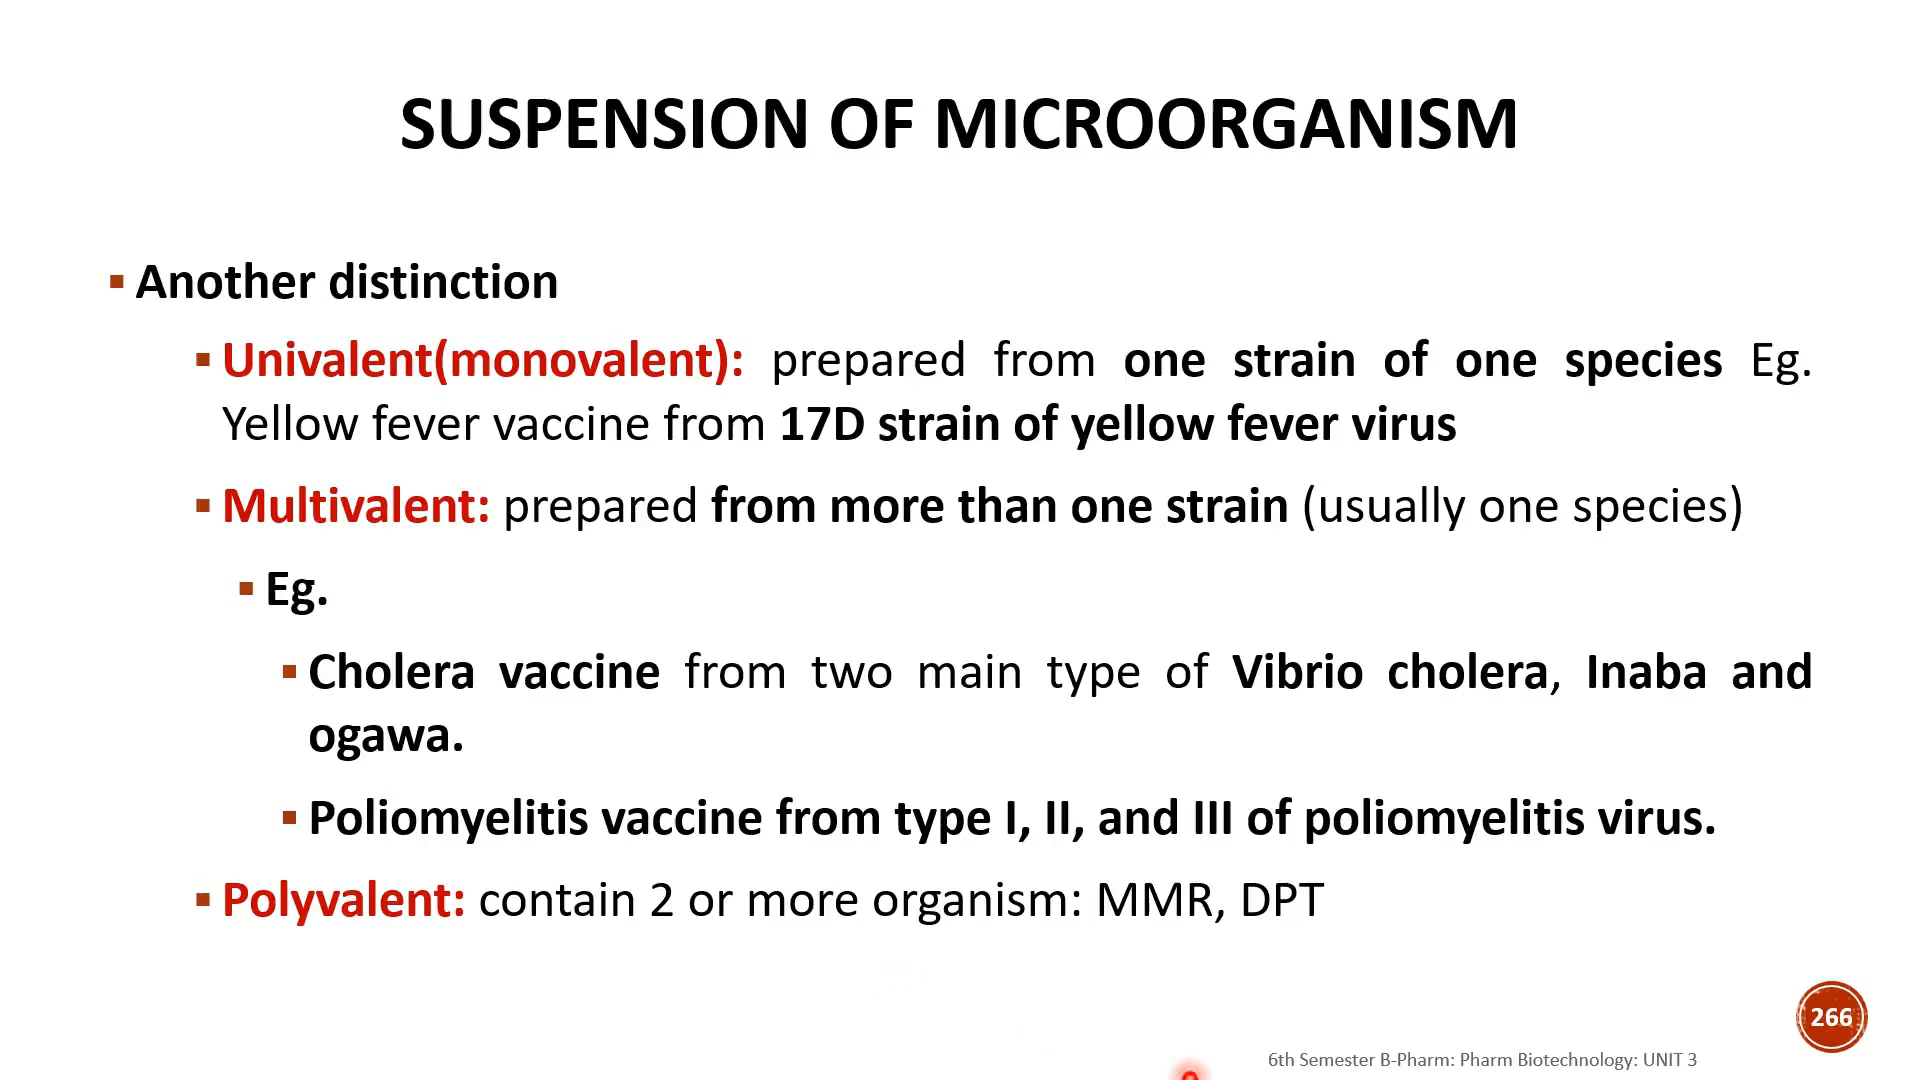 SUSPENSION OF MICROORGANISM
Another distinction
Univalent(monovalent): prepared from one strain of one species Eg.
Yellow fever vaccine from 17D strain of yellow fever virus
Multivalent: prepared from more than one strain (usually one species)
Eg.
Cholera vaccine from two main type of Vibrio cholera, Inaba and
ogawa.
Poliomyelitis vaccine from type I, II, and III of poliomyelitis virus.
Polyvalent: contain 2 or more organism: MMR, DPT
266
6th Semester B-Pharm: Pharm Biotechnology: UNIT 3